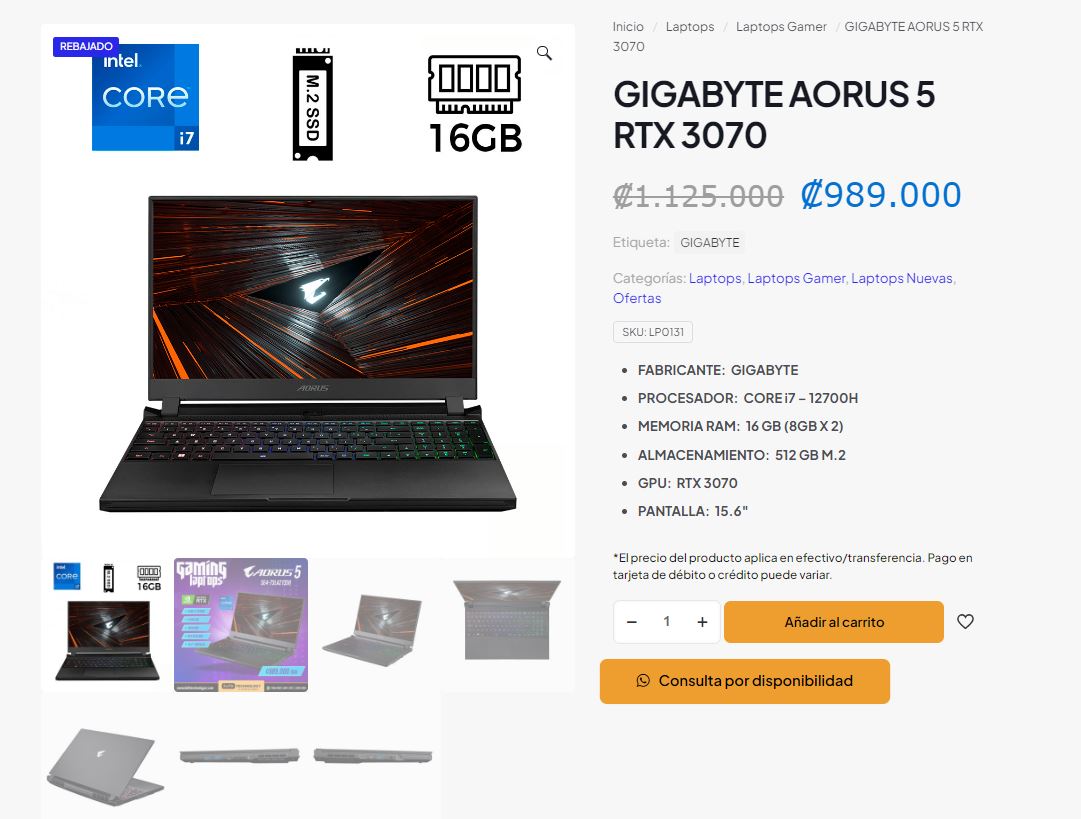 Inicio / Laptops / Laptops Gamer / GIGABYTE AORUS 5 RTX
3070
REBAJADO
intel.
CORE
i7
M.2 SSD
16GB
AORUS
GIGABYTE AORUS 5
RTX 3070
₡1.125.000 ₡989.000
Etiqueta: GIGABYTE
Categorías: Laptops, Laptops Gamer, Laptops Nuevas,
Ofertas
SKU: LP0131
• FABRICANTE: GIGABYTE
• PROCESADOR: CORE i7 – 12700H
• MEMORIA RAM: 16 GB (8GB X 2)
• ALMACENAMIENTO: 512 GB M.2
• GPU: RTX 3070
• PANTALLA: 15.6"
*El precio del producto aplica en efectivo/transferencia. Pago en
tarjeta de débito o crédito puede variar.
− 1 +
Añadir al carrito
Consulta por disponibilidad
CORE
16GB
GAMING
laptops
AORUS 5